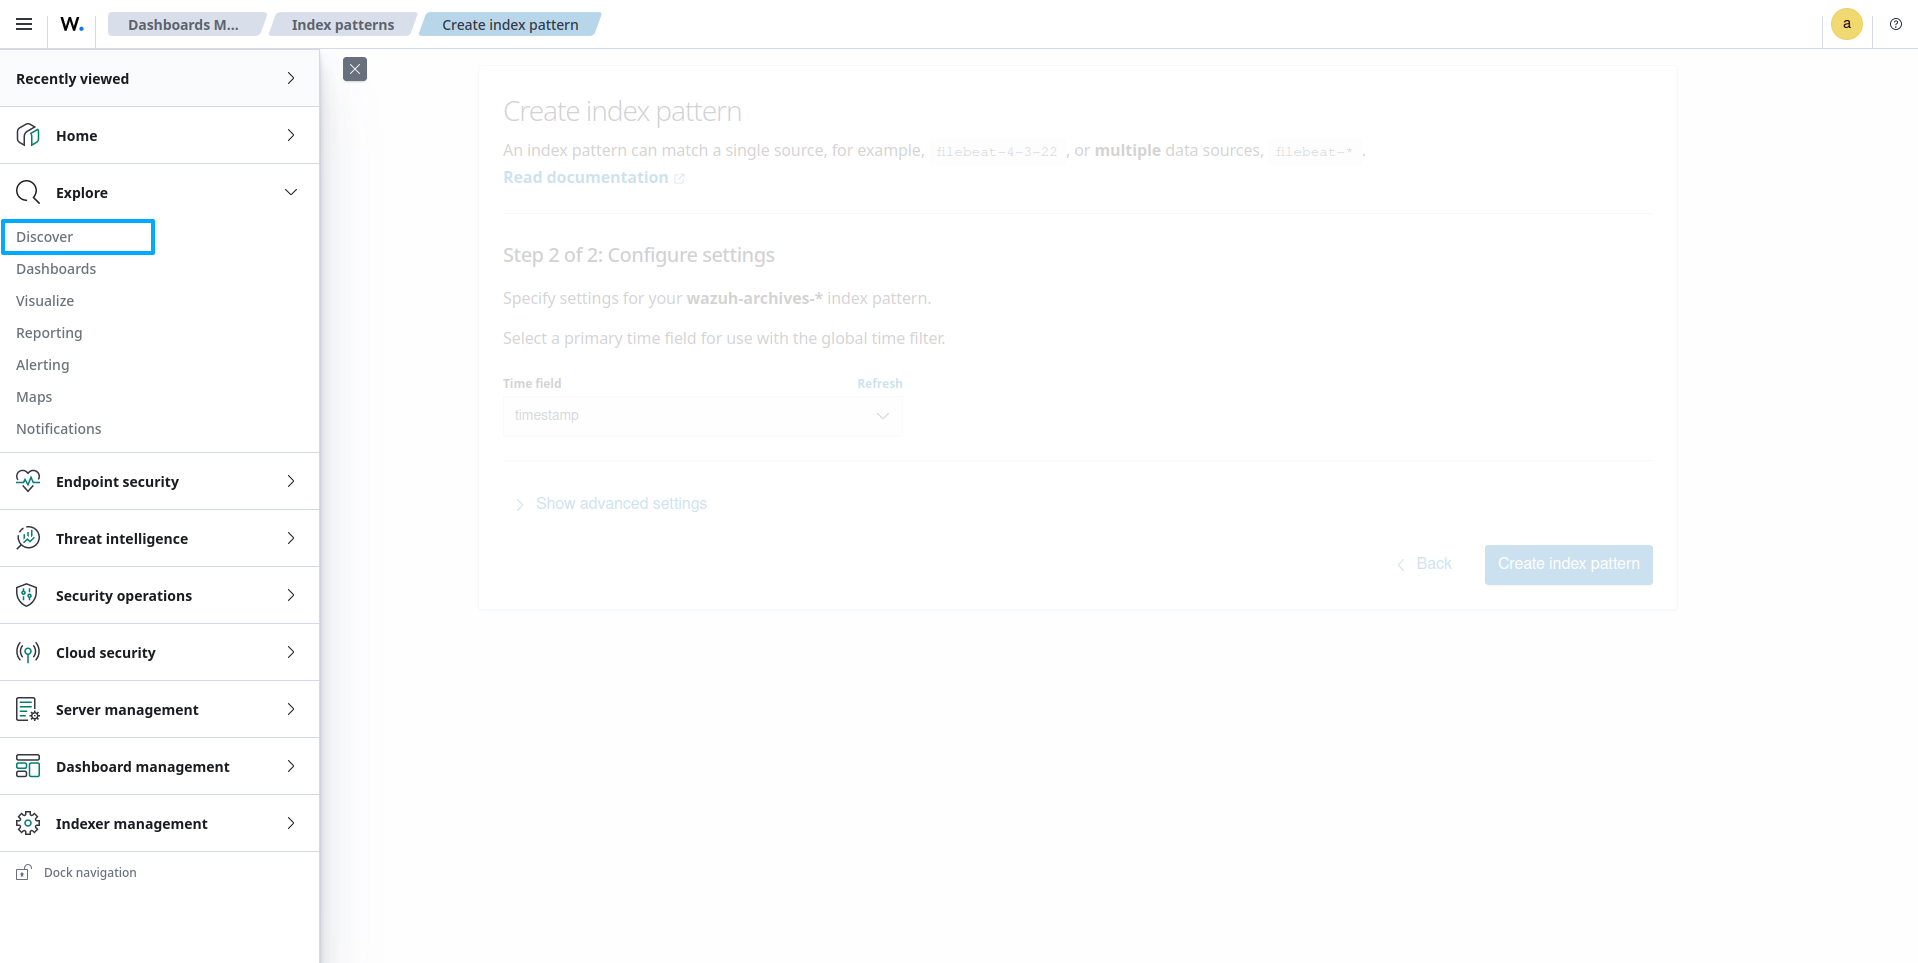 W.
Dashboards M...
Index patterns
Create index pattern
a
Recently viewed
Home
Explore
Discover
Dashboards
Visualize
Reporting
Alerting
Maps
Notifications
Endpoint security
Threat intelligence
Security operations
Cloud security
Server management
Dashboard management
Indexer management
Dock navigation
Create index pattern
An index pattern can match a single source, for example, filebeat-4-3-22 , or multiple data sources, filebeat-* .
Read documentation
Step 2 of 2: Configure settings
Specify settings for your wazuh-archives-* index pattern.
Select a primary time field for use with the global time filter.
Time field
Refresh
timestamp
Show advanced settings
Back
Create index pattern